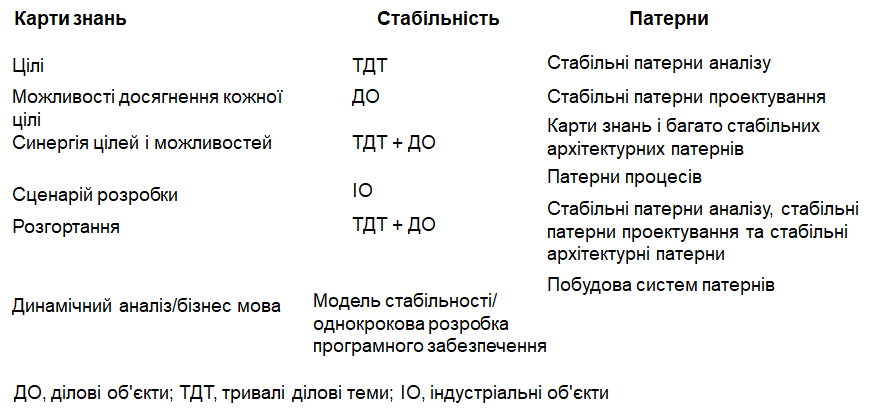 Карти знань Стабільність Патерни
Цілі ТДТ Стабільні патерни аналізу
Можливості досягнення кожної ДО Стабільні патерни проектування
цілі
Синергія цілей і можливостей ТДТ + ДО Карти знань і багато стабільних
архітектурних патернів
Сценарій розробки ІО Патерни процесів
Розгортання ТДТ + ДО Стабільні патерни аналізу, стабільні
патерни проектування та стабільні
архітектурні патерни
Динамічний аналіз/бізнес мова Модель стабільності/ Побудова систем патернів
однокрокова розробка
програмного забезпечення
ДО, ділові об'єкти; ТДТ, тривалі ділові теми; ІО, індустріальні об'єкти